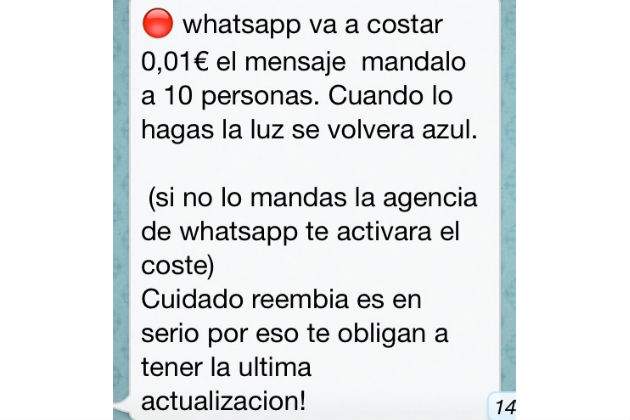 🔴 whatsapp va a costar
0,01€ el mensaje mandalo
a 10 personas. Cuando lo
hagas la luz se volvera azul.
(si no lo mandas la agencia
de whatsapp te activara el
coste)
Cuidado reembia es en
serio por eso te obligan a
tener la ultima
actualizacion!
14